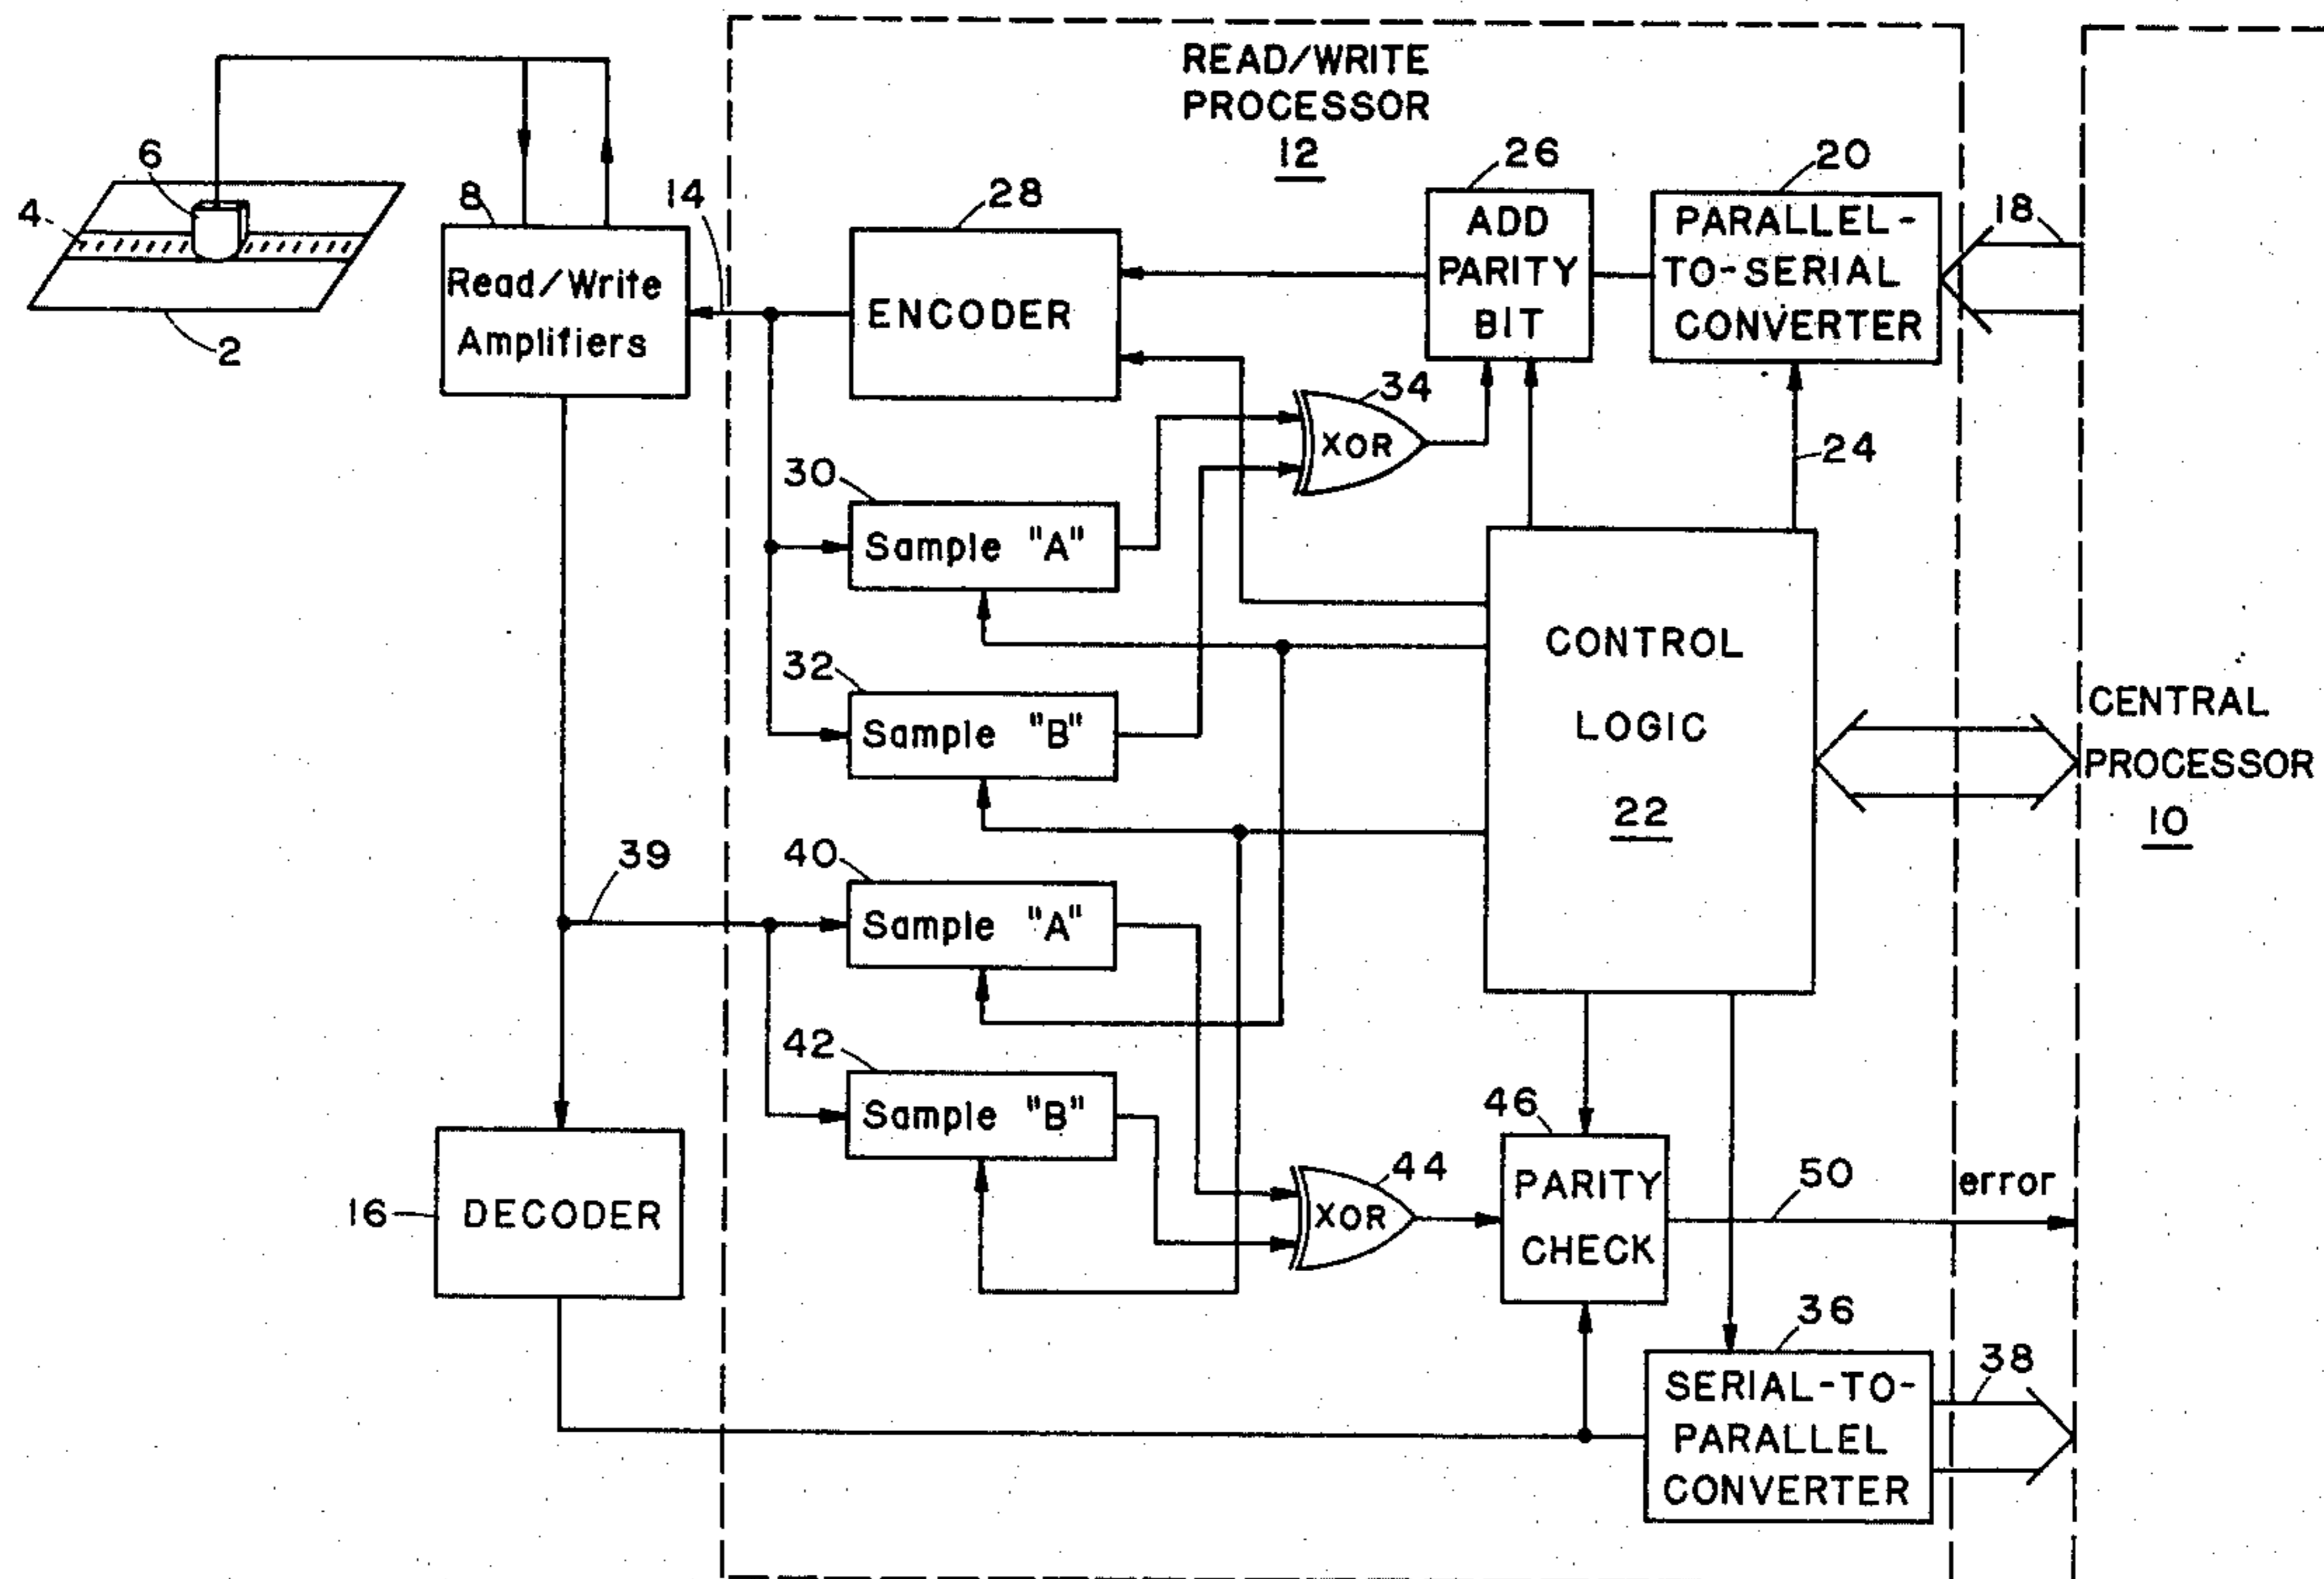 READ/WRITE
PROCESSOR
12
6
4
2
8
Read/Write
Amplifiers
14
28
ENCODER
26
ADD
PARITY
BIT
20
PARALLEL-
TO-SERIAL
CONVERTER
18
34
XOR
24
30
Sample "A"
32
Sample "B"
CONTROL
LOGIC
22
CENTRAL
PROCESSOR
10
39
40
Sample "A"
42
Sample "B"
44
XOR
46
PARITY
CHECK
50
error
16
DECODER
36
SERIAL-TO-
PARALLEL
CONVERTER
38